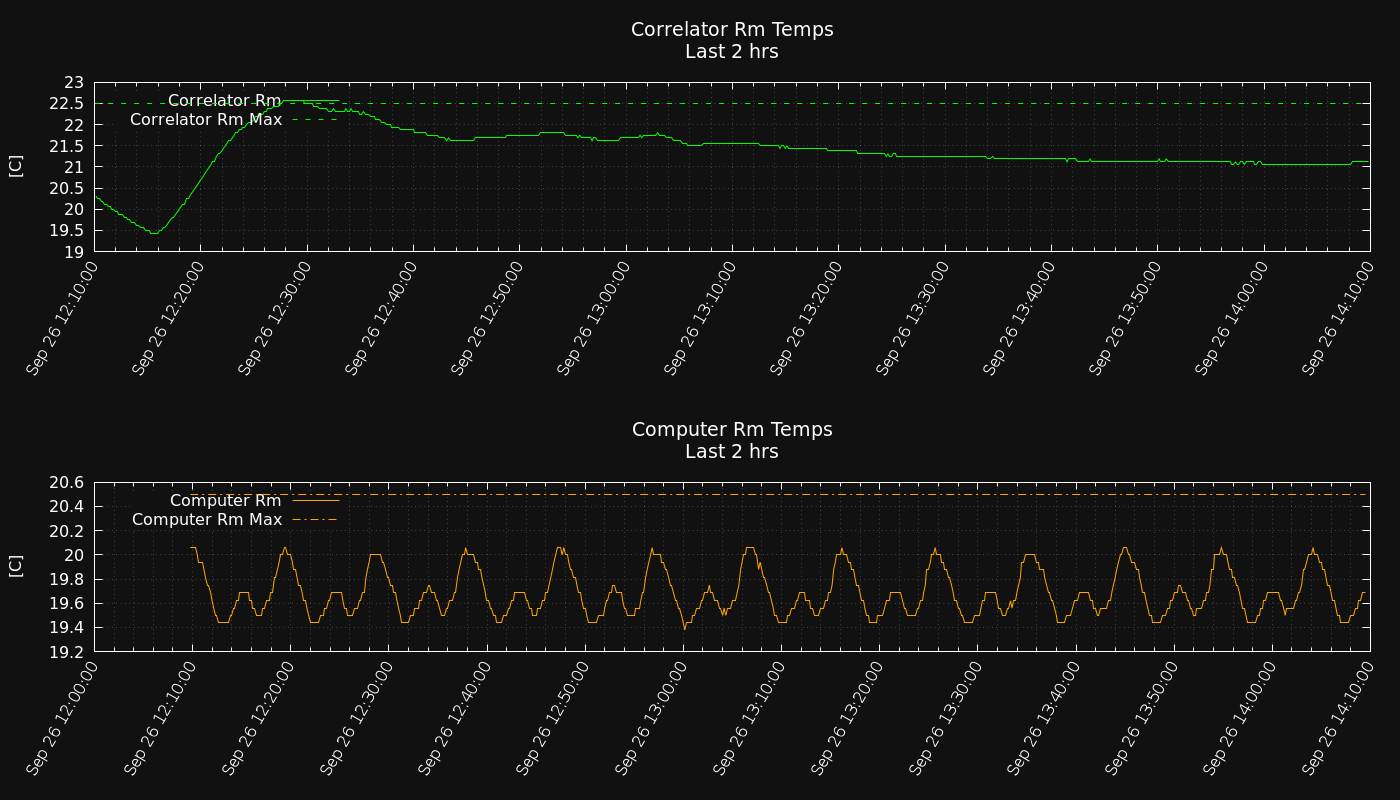 Correlator Rm Temps
Last 2 hrs
23
22.5
22
21.5
21
20.5
20
19.5
19
[C]
Correlator Rm
Correlator Rm Max
Sep 26 12:10:00
Sep 26 12:20:00
Sep 26 12:30:00
Sep 26 12:40:00
Sep 26 12:50:00
Sep 26 13:00:00
Sep 26 13:10:00
Sep 26 13:20:00
Sep 26 13:30:00
Sep 26 13:40:00
Sep 26 13:50:00
Sep 26 14:00:00
Sep 26 14:10:00
Computer Rm Temps
Last 2 hrs
20.6
20.4
20.2
20
19.8
19.6
19.4
19.2
[C]
Computer Rm
Computer Rm Max
Sep 26 12:00:00
Sep 26 12:10:00
Sep 26 12:20:00
Sep 26 12:30:00
Sep 26 12:40:00
Sep 26 12:50:00
Sep 26 13:00:00
Sep 26 13:10:00
Sep 26 13:20:00
Sep 26 13:30:00
Sep 26 13:40:00
Sep 26 13:50:00
Sep 26 14:00:00
Sep 26 14:10:00